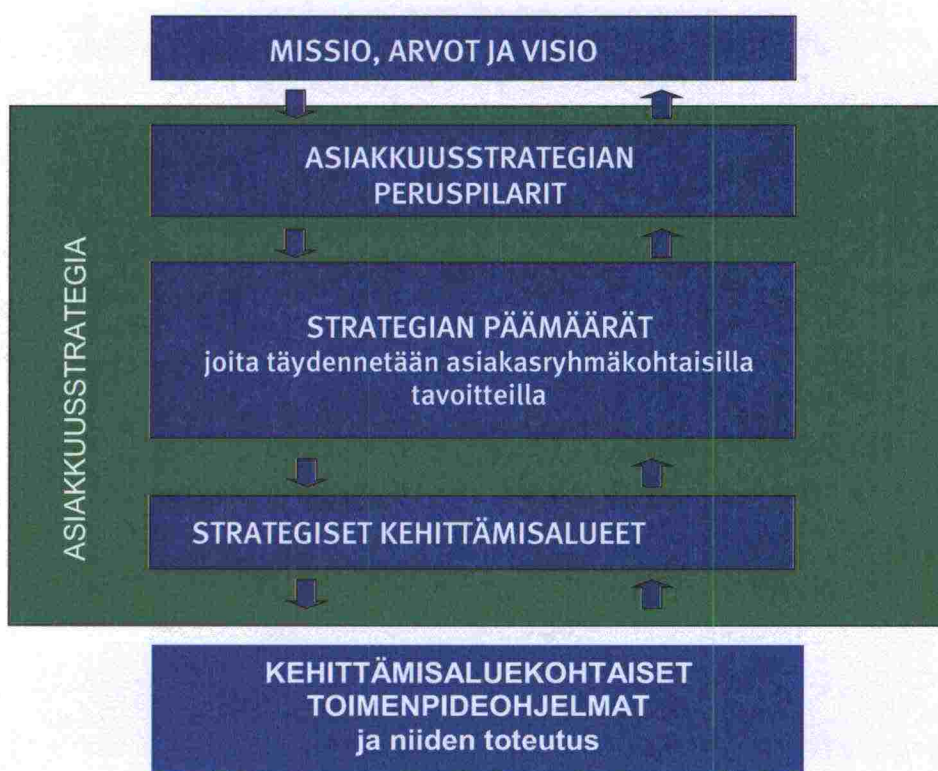 MISSIO, ARVOT JA VISIO
ASIAKKUUSSTRATEGIAN
PERUSPILARIT
ASIAKKUUSSTRATEGIA
STRATEGIAN PÄÄMÄÄRÄT
joita täydennetään asiakasryhmäkohtaisilla
tavoitteilla
STRATEGISET KEHITTÄMISALUEET
KEHITTÄMISALUEKOHTAISET
TOIMENPIDEOHJELMAT
ja niiden toteutus